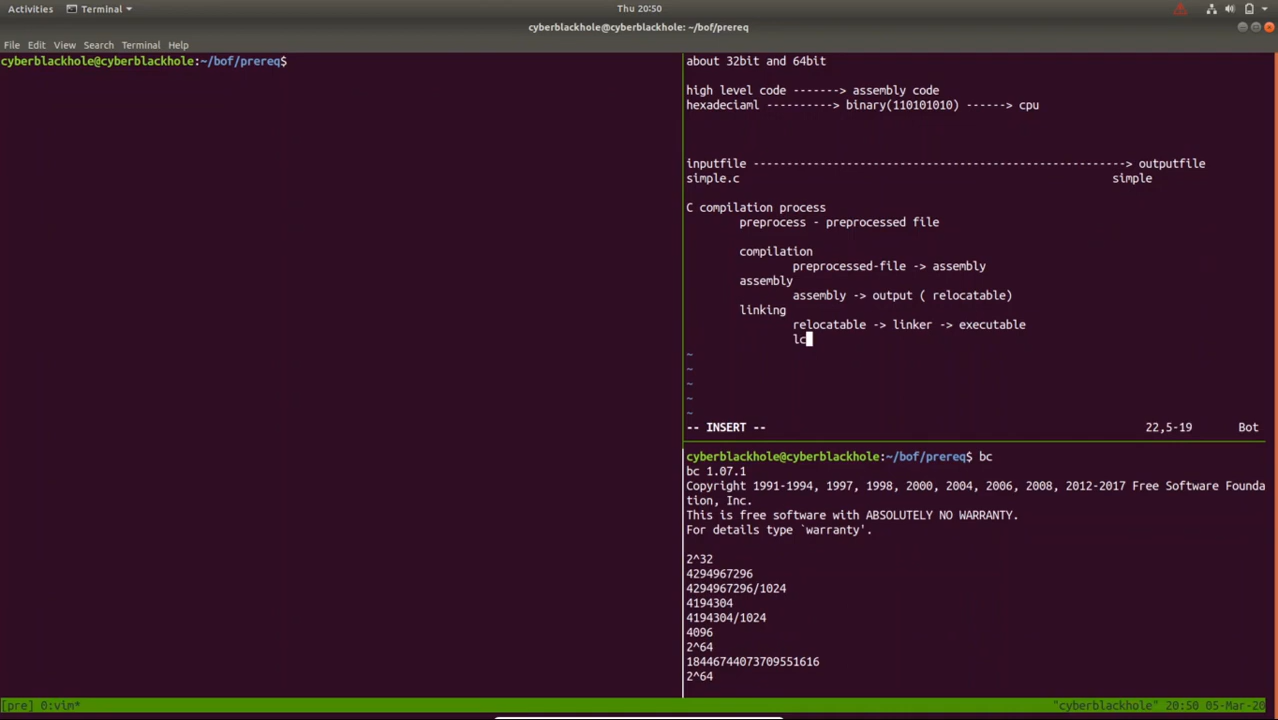 Activities Terminal Thu 20:50
cyberblackhole@cyberblackhole: ~/bof/prereq
File Edit View Search Terminal Help
cyberblackhole@cyberblackhole:~/bof/prereq$
about 32bit and 64bit
high level code -------> assembly code
hexadeciaml ----------> binary(110101010) ------> cpu
inputfile --------------------------------------------------------> outputfile
simple.c simple
C compilation process
preprocess - preprocessed file
compilation
preprocessed-file -> assembly
assembly
assembly -> output ( relocatable)
linking
relocatable -> linker -> executable
lc
~
~
~
~
~
-- INSERT -- 22,5-19 Bot
cyberblackhole@cyberblackhole:~/bof/prereq$ bc
bc 1.07.1
Copyright 1991-1994, 1997, 1998, 2000, 2004, 2006, 2008, 2012-2017 Free Software Founda
tion, Inc.
This is free software with ABSOLUTELY NO WARRANTY.
For details type `warranty'.
2^32
4294967296
4294967296/1024
4194304
4194304/1024
4096
2^64
18446744073709551616
2^64
[pre] 0:vim* "cyberblackhole" 20:50 05-Mar-20